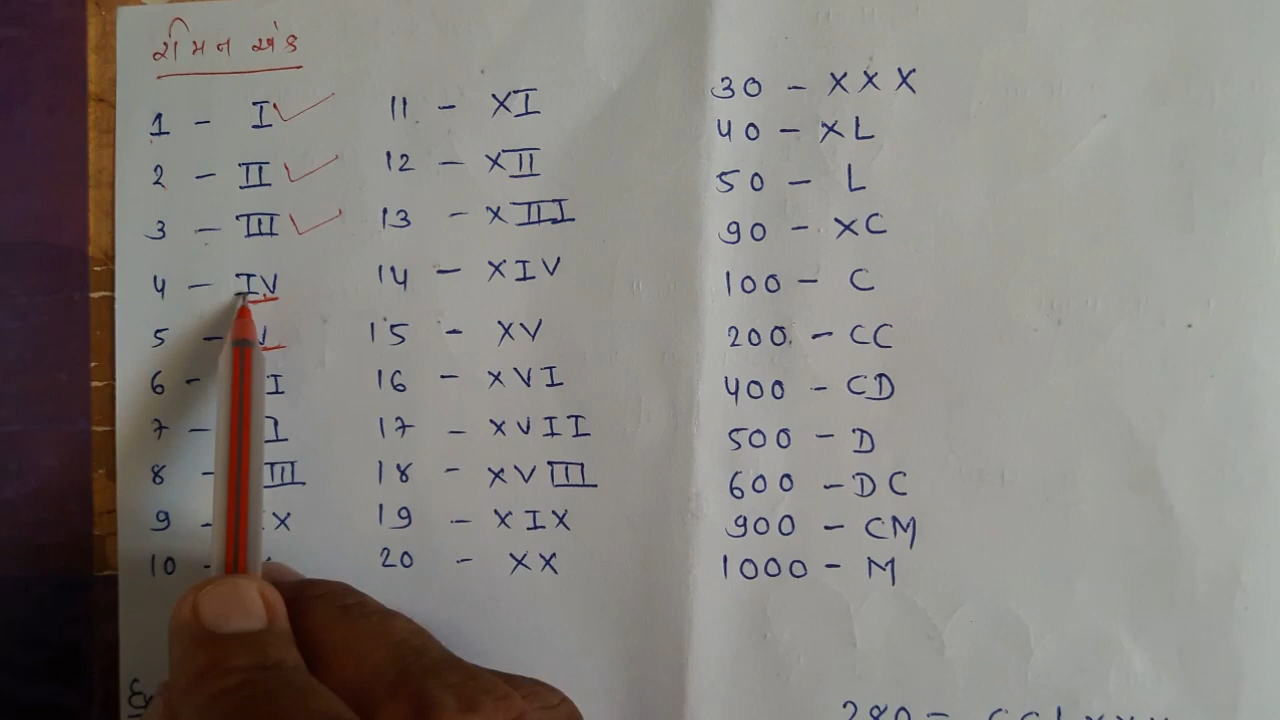 રોમન અંક
1 - I
2 - II
3 - III
4 - IV
5 - V
6 - I
7 - I
8 - III
9 - X
10 -
11 - XI
12 - XII
13 - XIII
14 - XIV
15 - XV
16 - XVI
17 - XVII
18 - XVIII
19 - XIX
20 - XX
30 - XXX
40 - XL
50 - L
90 - XC
100 - C
200 - CC
400 - CD
500 - D
600 - DC
900 - CM
1000 - M